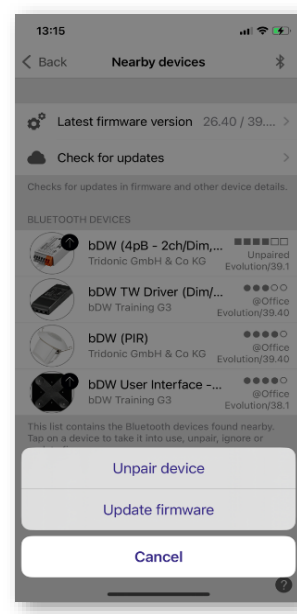 13:15
Back
Nearby devices
Latest firmware version 26.40 / 39....
Check for updates
Checks for updates in firmware and other device details.
BLUETOOTH DEVICES
bDW (4pB - 2ch/Dim,...
Tridonic GmbH & Co KG
Unpaired
Evolution/39.1
bDW TW Driver (Dim/...
bDW Training G3
@Office
Evolution/39.40
bDW (PIR)
Tridonic GmbH & Co KG
@Office
Evolution/39.40
bDW User Interface -...
bDW Training G3
@Office
Evolution/38.1
This list contains the Bluetooth devices found nearby.
Tap on a device to take it into use, unpair, ignore or
Unpair device
Update firmware
Cancel
?